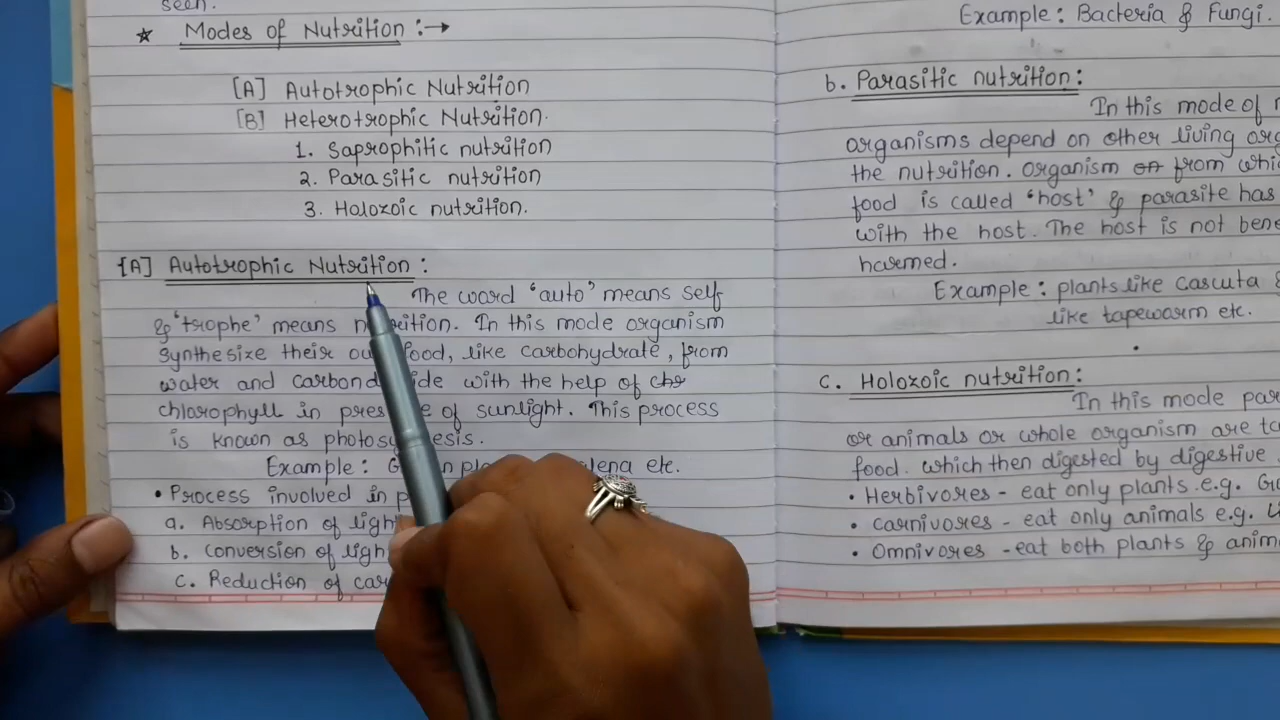 seen.
☆ Modes of Nutrition :→
[A] Autotrophic Nutrition
[B] Heterotrophic Nutrition.
1. Saprophitic nutrition
2. Parasitic nutrition
3. Holozoic nutrition.
[A] Autotrophic Nutrition :
The word 'auto' means self
& 'trophe' means nutrition. In this mode organism
synthesize their food, like carbohydrate, from
water and with the help of
chlorophyll in of sunlight. This process
is known as
Example : etc.
• Process involved in
a. Absorption of
b. Conversion of
c. Reduction of
Example : Bacteria & Fungi.
b. Parasitic nutrition :
In this mode of
organisms depend on other living
the nutrition. Organism from
food is called 'host' & parasite has
with the host. The host is not
harmed.
Example : plants like cascuta
like tapeworm etc.
c. Holozoic nutrition :
In this mode
or animals or whole organism are
food. which then digested by digestive
• Herbivores - eat only plants e.g.
• Carnivores - eat only animals e.g.
• Omnivores - eat both plants &